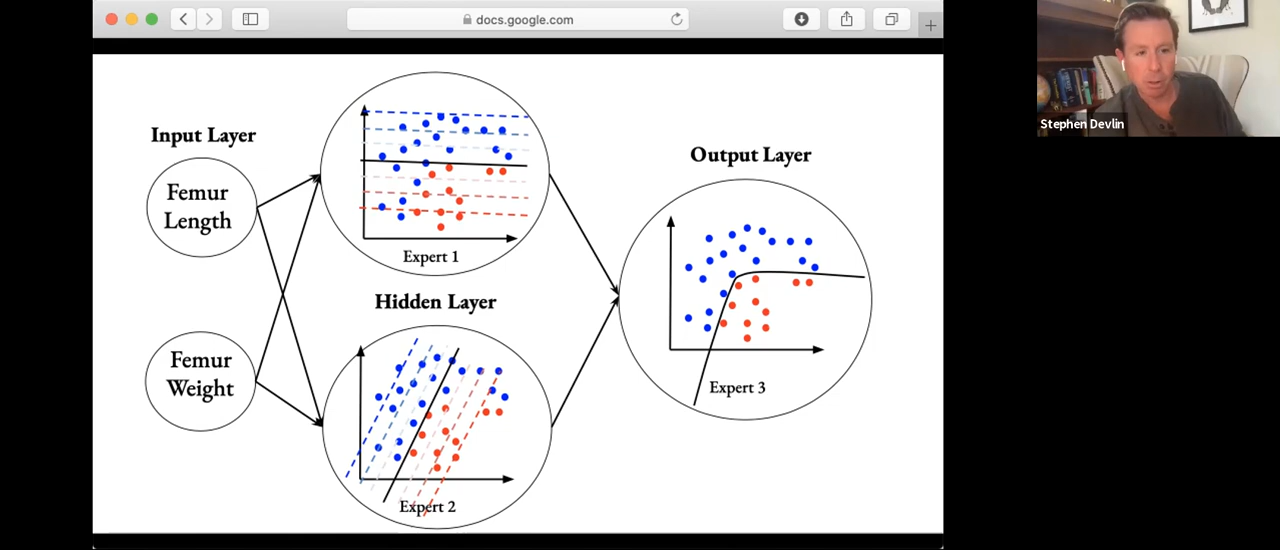 docs.google.com
Stephen Devlin
Input Layer
Femur
Length
Femur
Weight
Expert 1
Hidden Layer
Expert 2
Output Layer
Expert 3